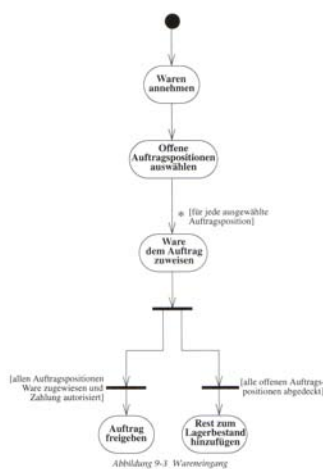 Waren
annehmen
Offene
Auftragspositionen
auswählen
* [für jede ausgewählte
Auftragsposition]
Ware
dem Auftrag
zuweisen
[allen Auftragspositionen
Ware zugewiesen und
Zahlung autorisiert]
[alle offenen Auftrags-
positionen abgedeckt]
Auftrag
freigeben
Rest zum
Lagerbestand
hinzufügen
Abbildung 9-3 Wareneingang